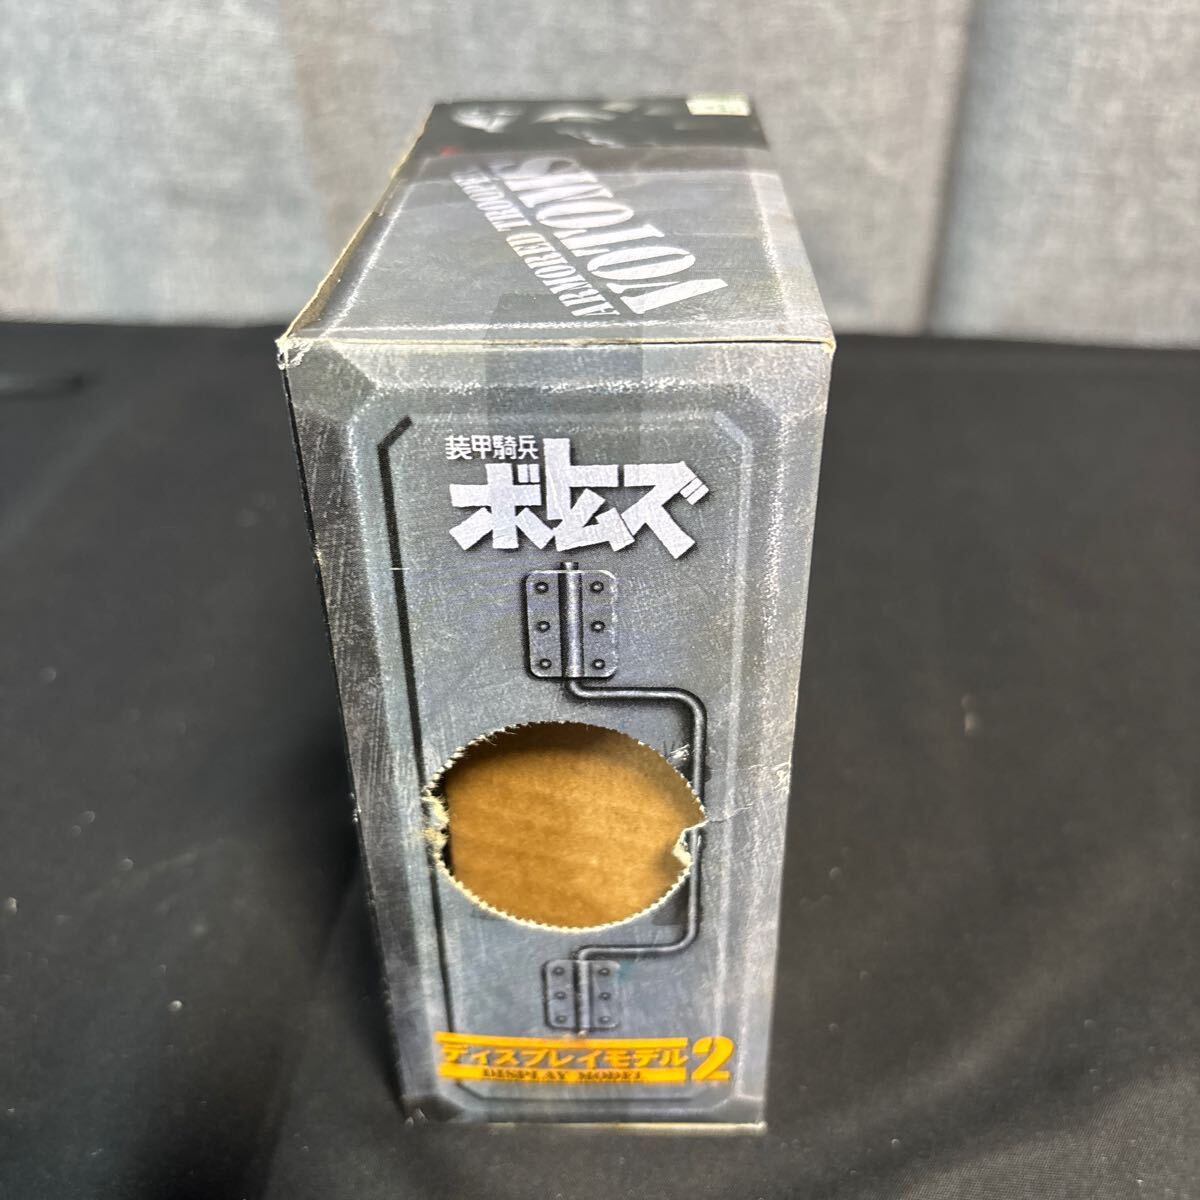 ARMORED TROOPER
VOTOMS
装甲騎兵
ボトムズ
ディスプレイモデル2
DISPLAY MODEL